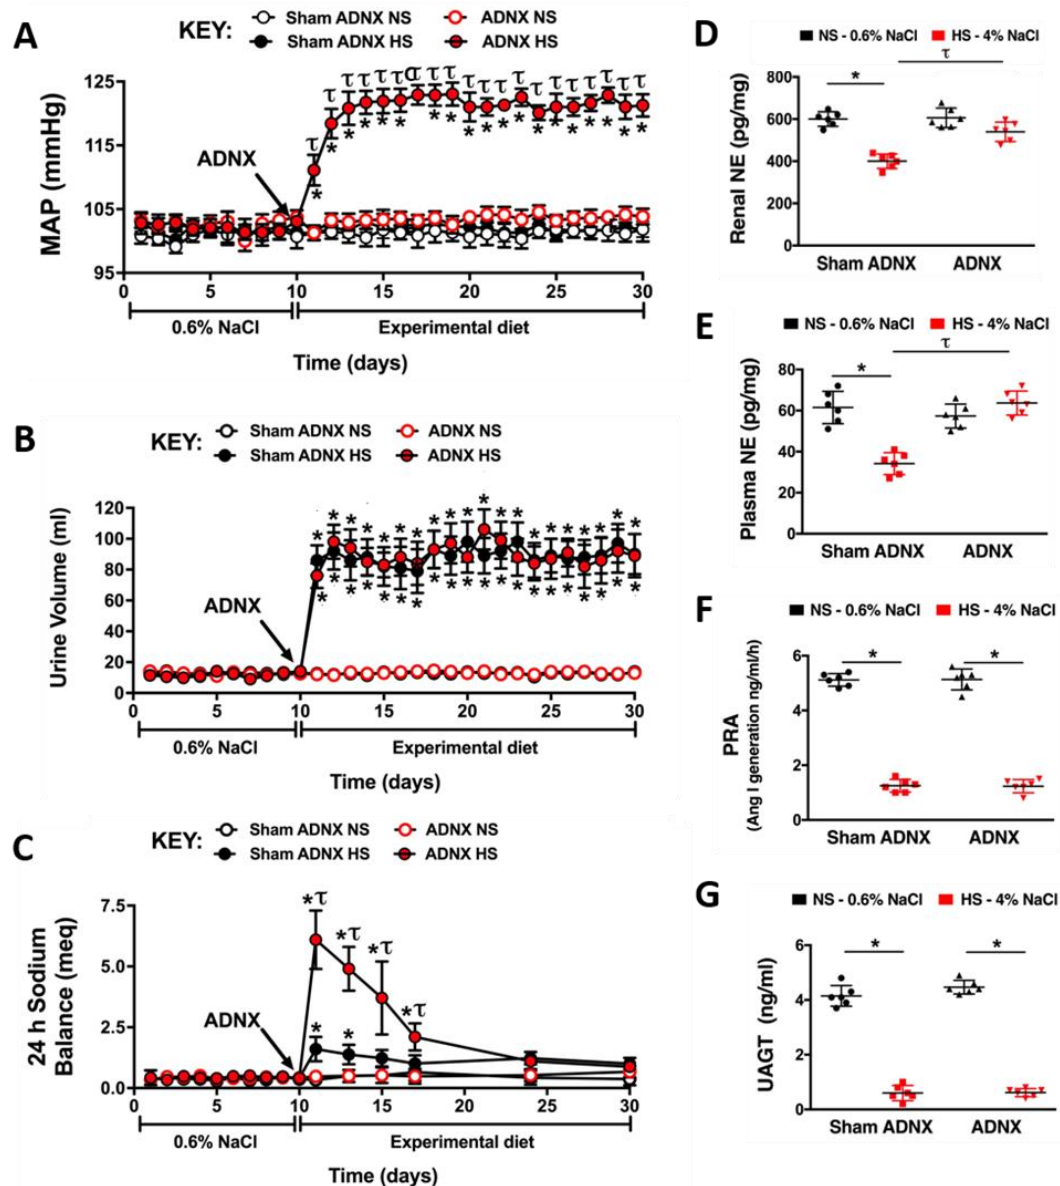 A
KEY: Sham ADNX NS ADNX NS
Sham ADNX HS ADNX HS
MAP (mmHg)
125
115
105
95
ADNX
τ τ τ τ τ τ τ τ τ τ τ τ τ τ τ τ τ τ τ τ
* * * * * * * * * * * * * * * * * * * *
0 5 10 15 20 25 30
0.6% NaCl Experimental diet
Time (days)
B
KEY: Sham ADNX NS ADNX NS
Sham ADNX HS ADNX HS
Urine Volume (ml)
120
100
80
60
40
20
0
ADNX
* * * * * * * * * * * * * * * * * * * *
* * * * * * * * * * * * * * * * * * * *
0 5 10 15 20 25 30
0.6% NaCl Experimental diet
Time (days)
C
KEY: Sham ADNX NS ADNX NS
Sham ADNX HS ADNX HS
24 h Sodium
Balance (meq)
7.5
5.0
2.5
0.0
ADNX
*τ
*τ
*τ
*τ
* *
0 5 10 15 20 25 30
0.6% NaCl Experimental diet
Time (days)
D
NS - 0.6% NaCl HS - 4% NaCl
τ
*
Renal NE (pg/mg)
800
600
400
200
0
Sham ADNX ADNX
E
NS - 0.6% NaCl HS - 4% NaCl
τ
*
Plasma NE (pg/mg)
80
60
40
20
0
Sham ADNX ADNX
F
NS - 0.6% NaCl HS - 4% NaCl
* *
PRA
(Ang I generation ng/ml/h)
6
4
2
0
Sham ADNX ADNX
G
NS - 0.6% NaCl HS - 4% NaCl
* *
UAGT (ng/ml)
6
4
2
0
Sham ADNX ADNX